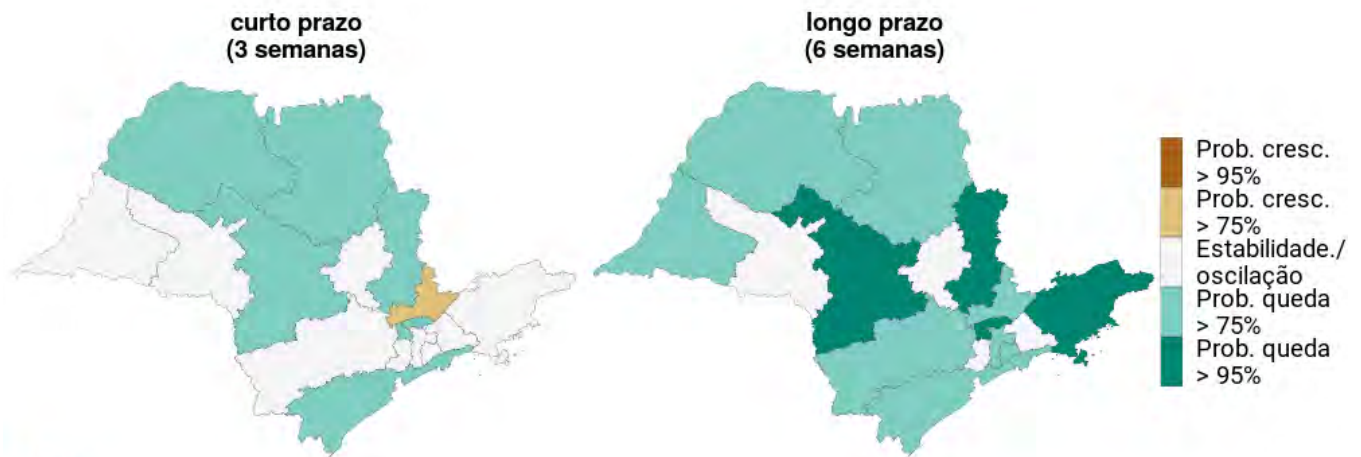 curto prazo
(3 semanas)
longo prazo
(6 semanas)
Prob. cresc.
> 95%
Prob. cresc.
> 75%
Estabilidade./
oscilação
Prob. queda
> 75%
Prob. queda
> 95%